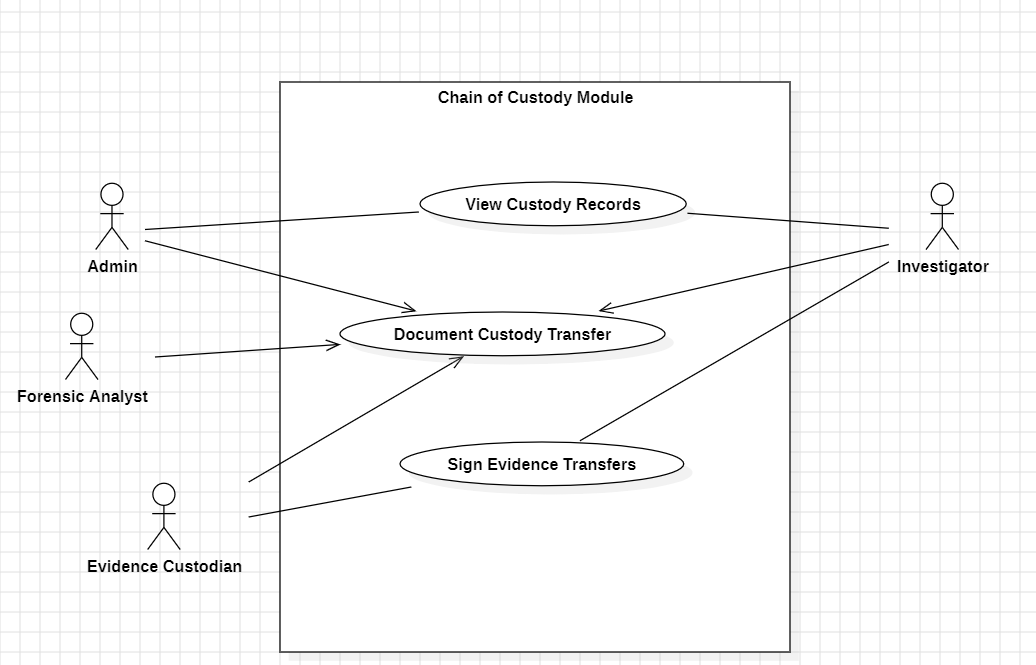 Chain of Custody Module
View Custody Records
Admin
Investigator
Document Custody Transfer
Forensic Analyst
Sign Evidence Transfers
Evidence Custodian